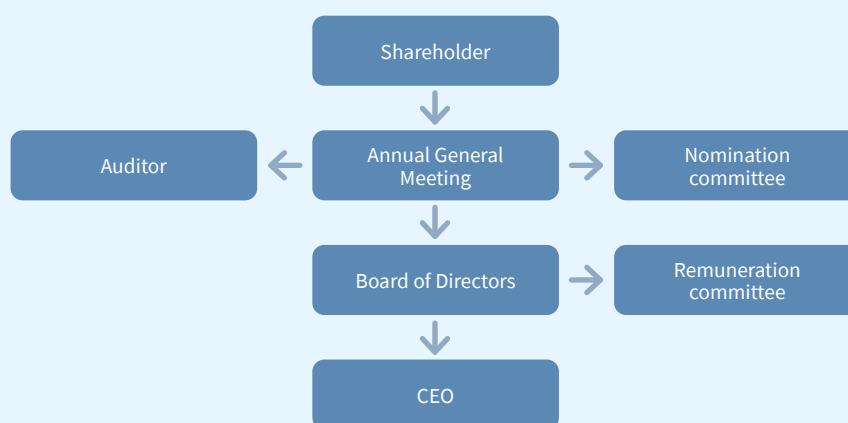 Shareholder
Auditor
Annual General
Meeting
Nomination
committee
Board of Directors
Remuneration
committee
CEO